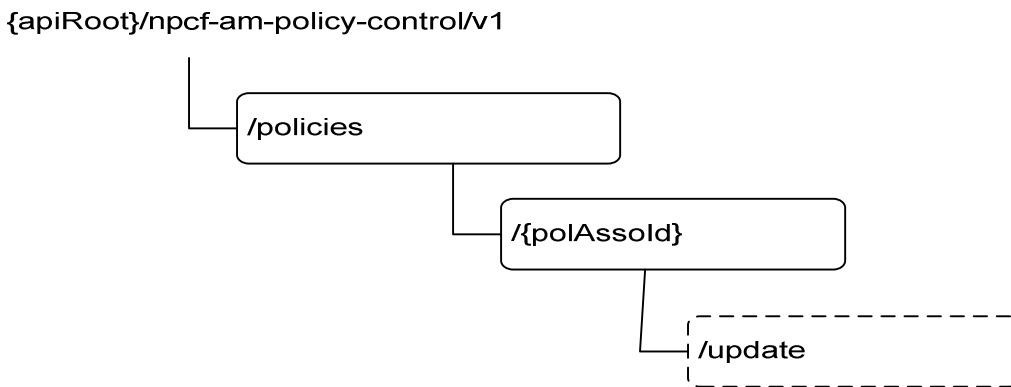 {apiRoot}/npcf-am-policy-control/v1
/policies
/{polAssoId}
/update